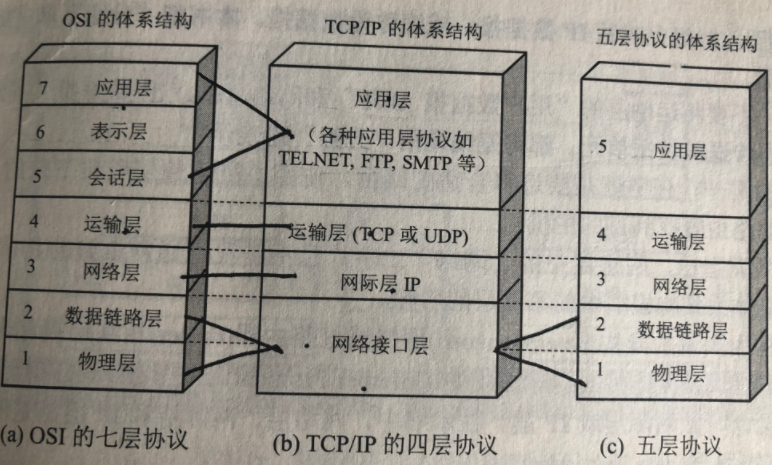 OSI 的体系结构
7 应用层
6 表示层
5 会话层
4 运输层
3 网络层
2 数据链路层
1 物理层
(a) OSI 的七层协议
TCP/IP 的体系结构
应用层
(各种应用层协议如
TELNET, FTP, SMTP 等)
运输层 (TCP 或 UDP)
网际层 IP
网络接口层
(b) TCP/IP 的四层协议
五层协议的体系结构
5 应用层
4 运输层
3 网络层
2 数据链路层
1 物理层
(c) 五层协议